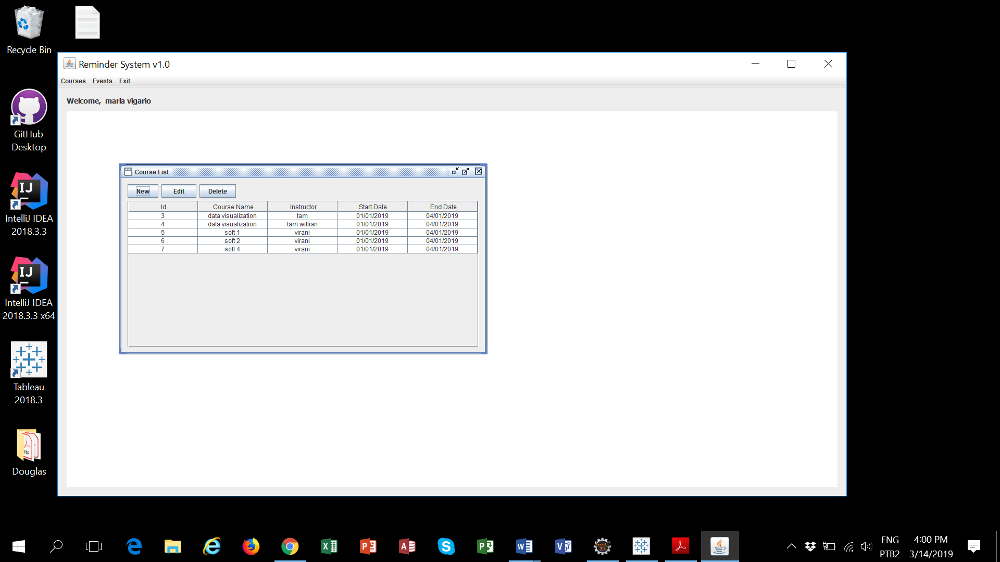 Recycle Bin
Reminder System v1.0
Courses Events Exit
Welcome, marla vigario
GitHub
Desktop
Course List
New Edit Delete
Id Course Name Instructor Start Date End Date
3 data visualization tam 01/01/2019 04/01/2019
4 data visualization tam willian 01/01/2019 04/01/2019
5 soft 1 virani 01/01/2019 04/01/2019
6 soft 2 virani 01/01/2019 04/01/2019
7 soft 4 virani 01/01/2019 04/01/2019
IJ
IntelliJ IDEA
2018.3.3
IJ
IntelliJ IDEA
2018.3.3 x64
Tableau
2018.3
PDF
Douglas
ENG 4:00 PM
PTB2 3/14/2019